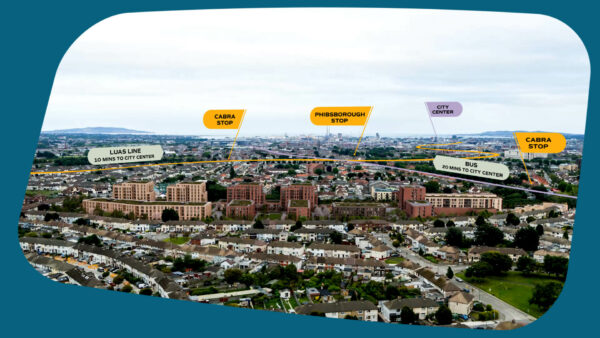 CITY
CENTER
CABRA
STOP
PHIBSBOROUGH
STOP
CABRA
STOP
LUAS LINE
10 MINS TO CITY CENTER
BUS
20 MINS TO CITY CENTER